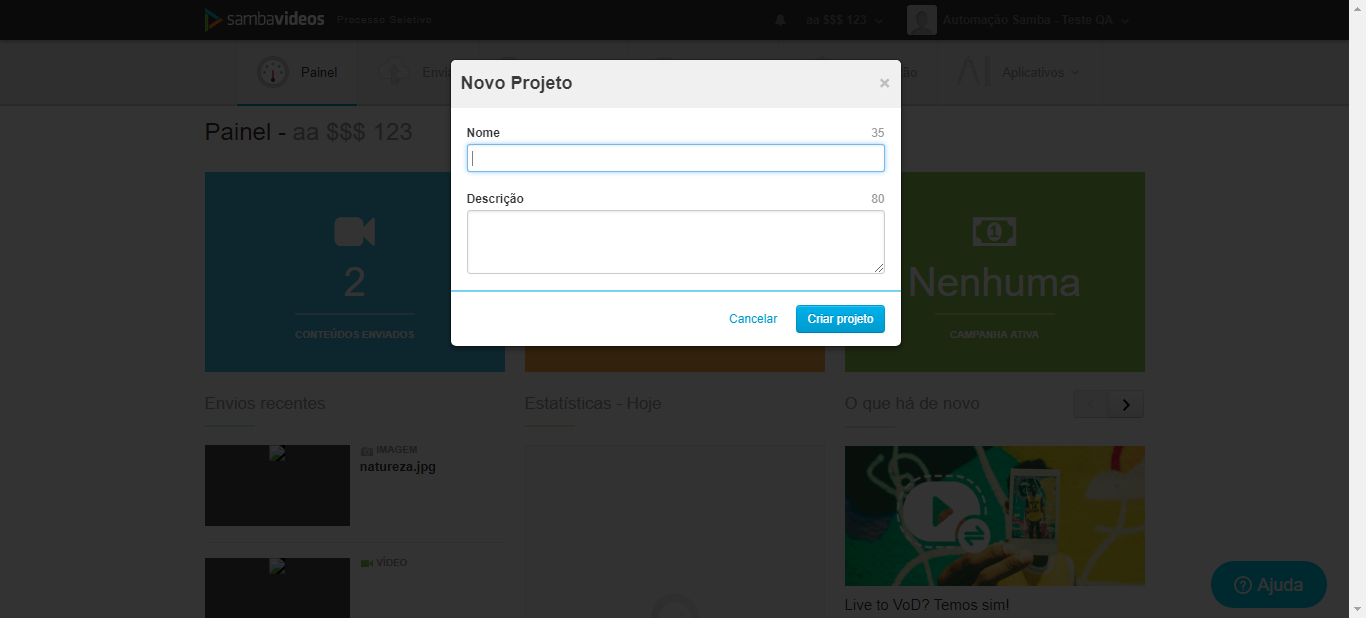 sambavideos Processo Seletivo aa $$$ 123 Automação Samba - Teste QA
Painel Envi ão Aplicativos
Painel - aa $$$ 123
Novo Projeto ×
Nome 35
Descrição 80
Cancelar Criar projeto
2
CONTEÚDOS ENVIADOS
1
Nenhuma
CAMPANHA ATIVA
Envios recentes
IMAGEM
natureza.jpg
VÍDEO
Estatísticas - Hoje
O que há de novo
Live to VoD? Temos sim!
Ajuda